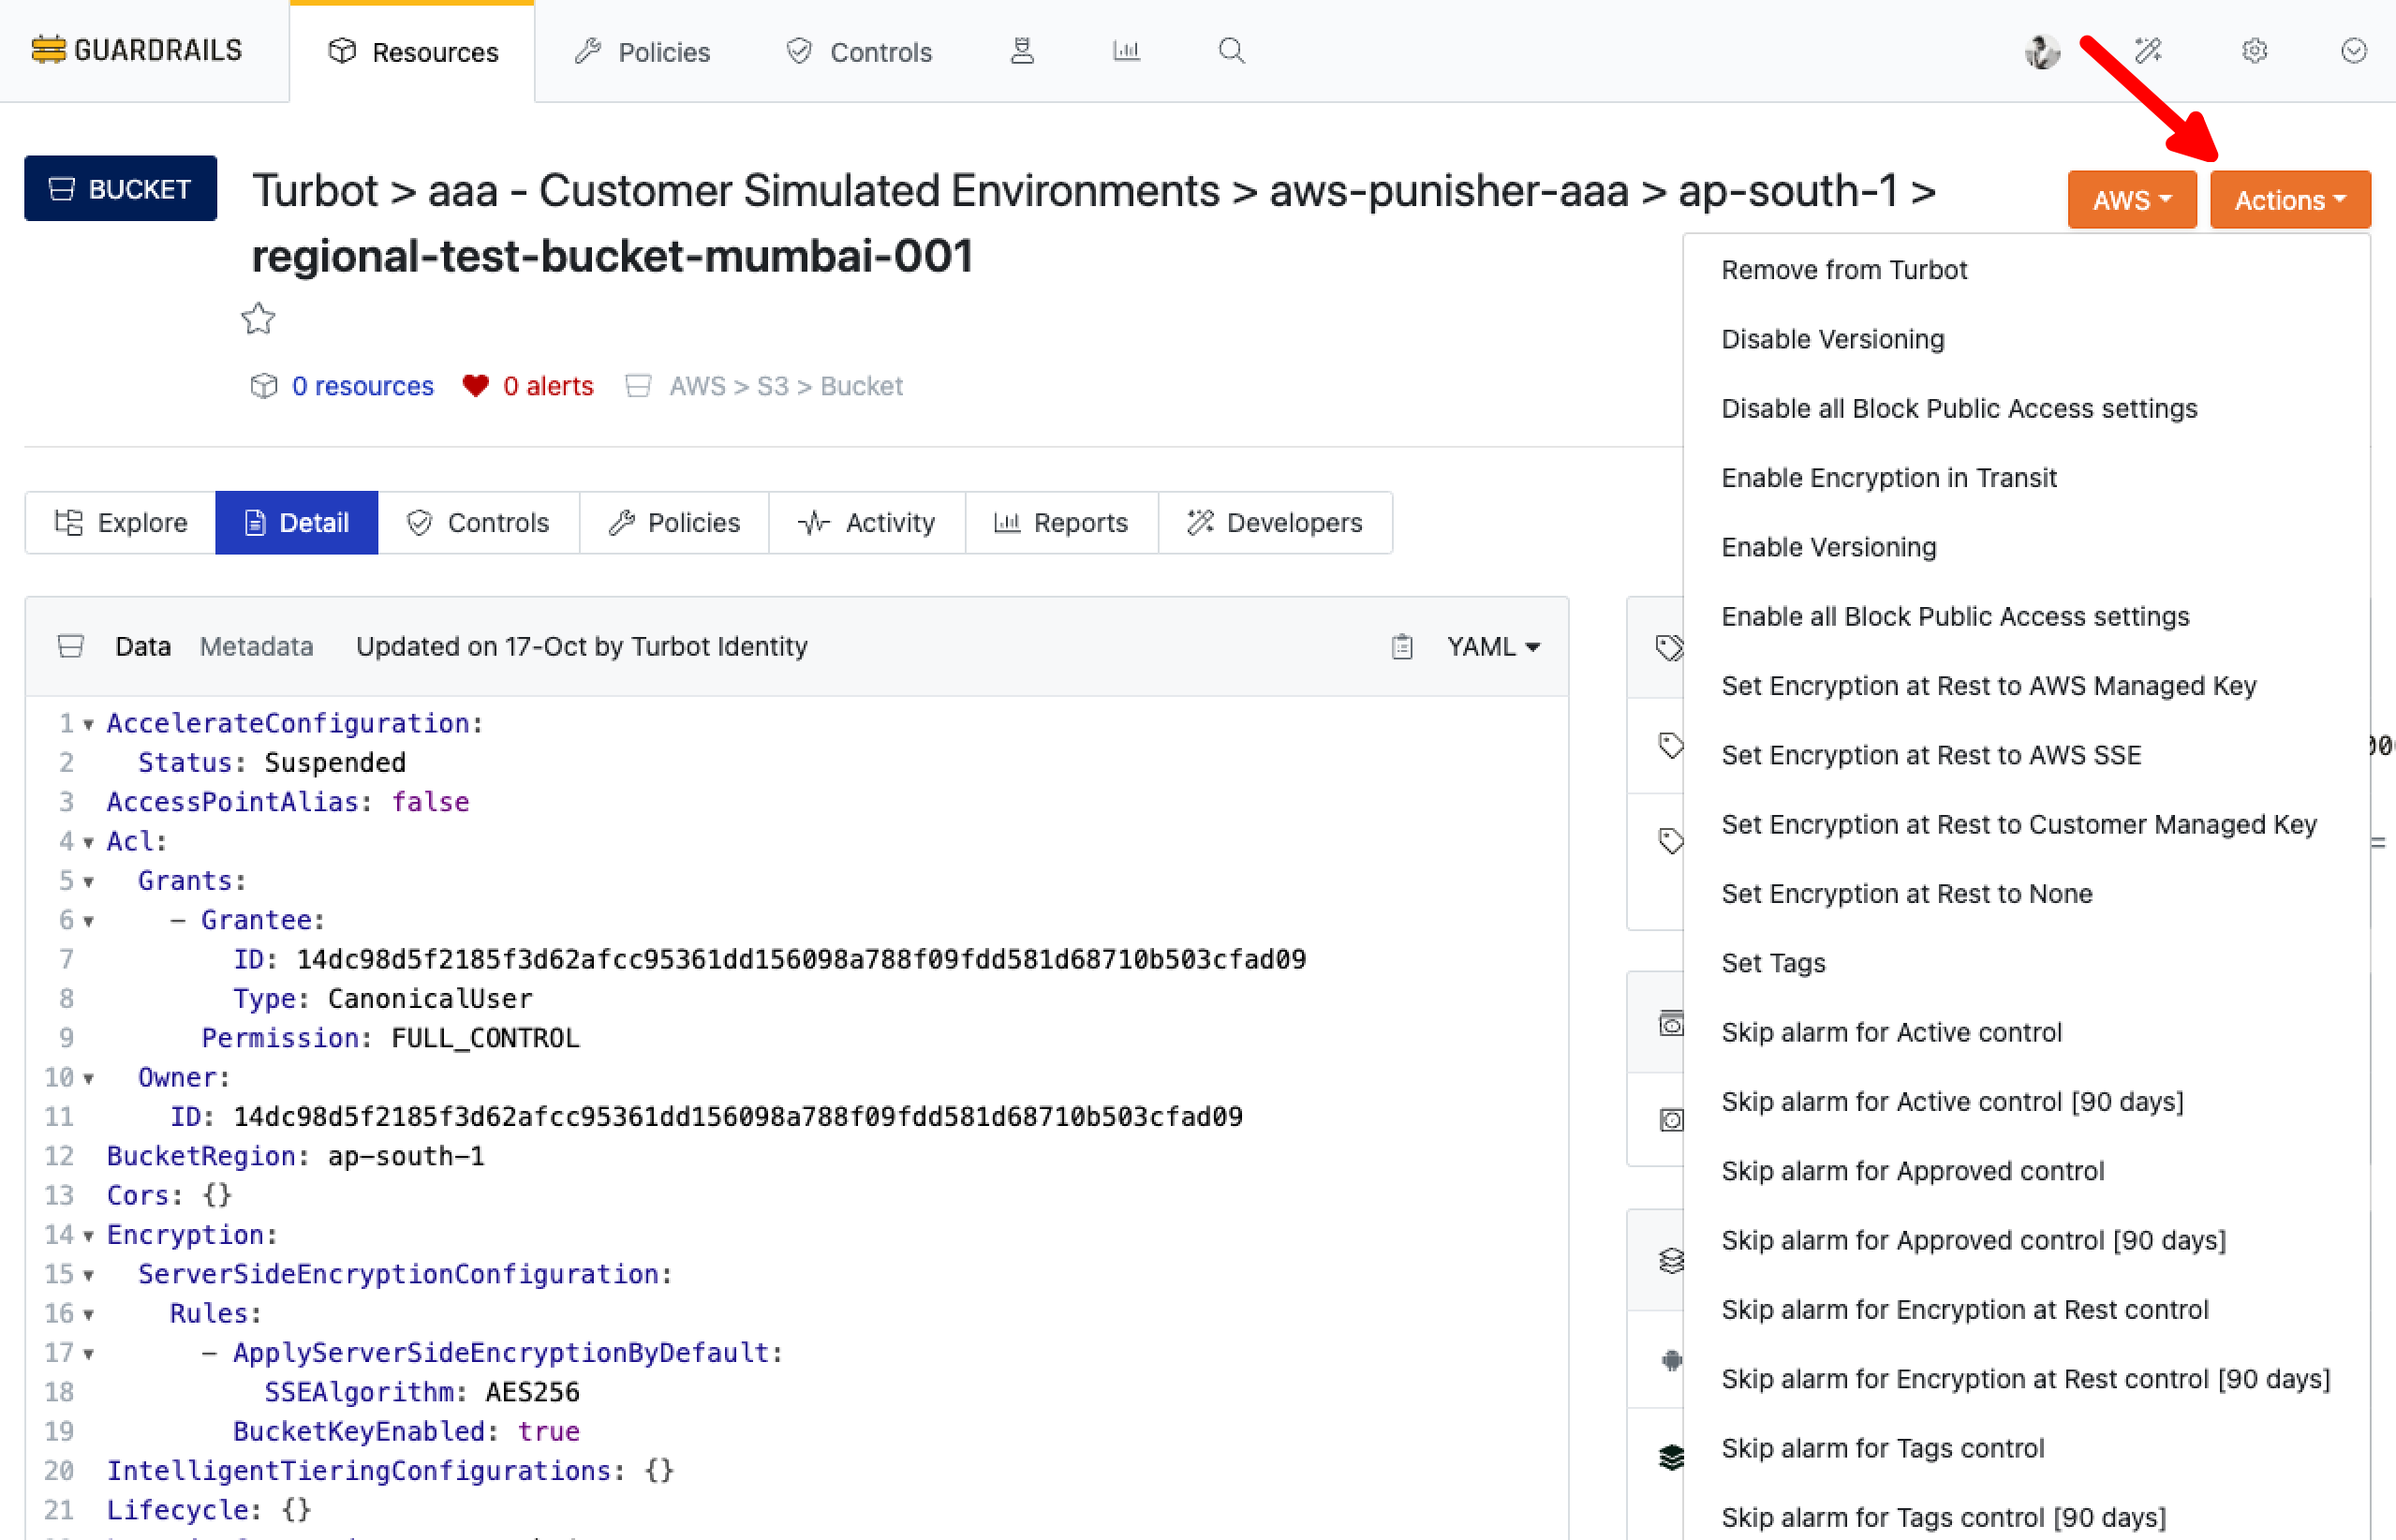 GUARDRAILS
Resources
Policies
Controls
BUCKET
Turbot > aaa - Customer Simulated Environments > aws-punisher-aaa > ap-south-1 >
regional-test-bucket-mumbai-001
AWS
Actions
0 resources
0 alerts
AWS > S3 > Bucket
Explore
Detail
Controls
Policies
Activity
Reports
Developers
Data
Metadata
Updated on 17-Oct by Turbot Identity
YAML
1 AccelerateConfiguration:
2 Status: Suspended
3 AccessPointAlias: false
4 Acl:
5 Grants:
6 - Grantee:
7 ID: 14dc98d5f2185f3d62afcc95361dd156098a788f09fdd581d68710b503cfad09
8 Type: CanonicalUser
9 Permission: FULL_CONTROL
10 Owner:
11 ID: 14dc98d5f2185f3d62afcc95361dd156098a788f09fdd581d68710b503cfad09
12 BucketRegion: ap-south-1
13 Cors: {}
14 Encryption:
15 ServerSideEncryptionConfiguration:
16 Rules:
17 - ApplyServerSideEncryptionByDefault:
18 SSEAlgorithm: AES256
19 BucketKeyEnabled: true
20 IntelligentTieringConfigurations: {}
21 Lifecycle: {}
Remove from Turbot
Disable Versioning
Disable all Block Public Access settings
Enable Encryption in Transit
Enable Versioning
Enable all Block Public Access settings
Set Encryption at Rest to AWS Managed Key
Set Encryption at Rest to AWS SSE
Set Encryption at Rest to Customer Managed Key
Set Encryption at Rest to None
Set Tags
Skip alarm for Active control
Skip alarm for Active control [90 days]
Skip alarm for Approved control
Skip alarm for Approved control [90 days]
Skip alarm for Encryption at Rest control
Skip alarm for Encryption at Rest control [90 days]
Skip alarm for Tags control
Skip alarm for Tags control [90 days]